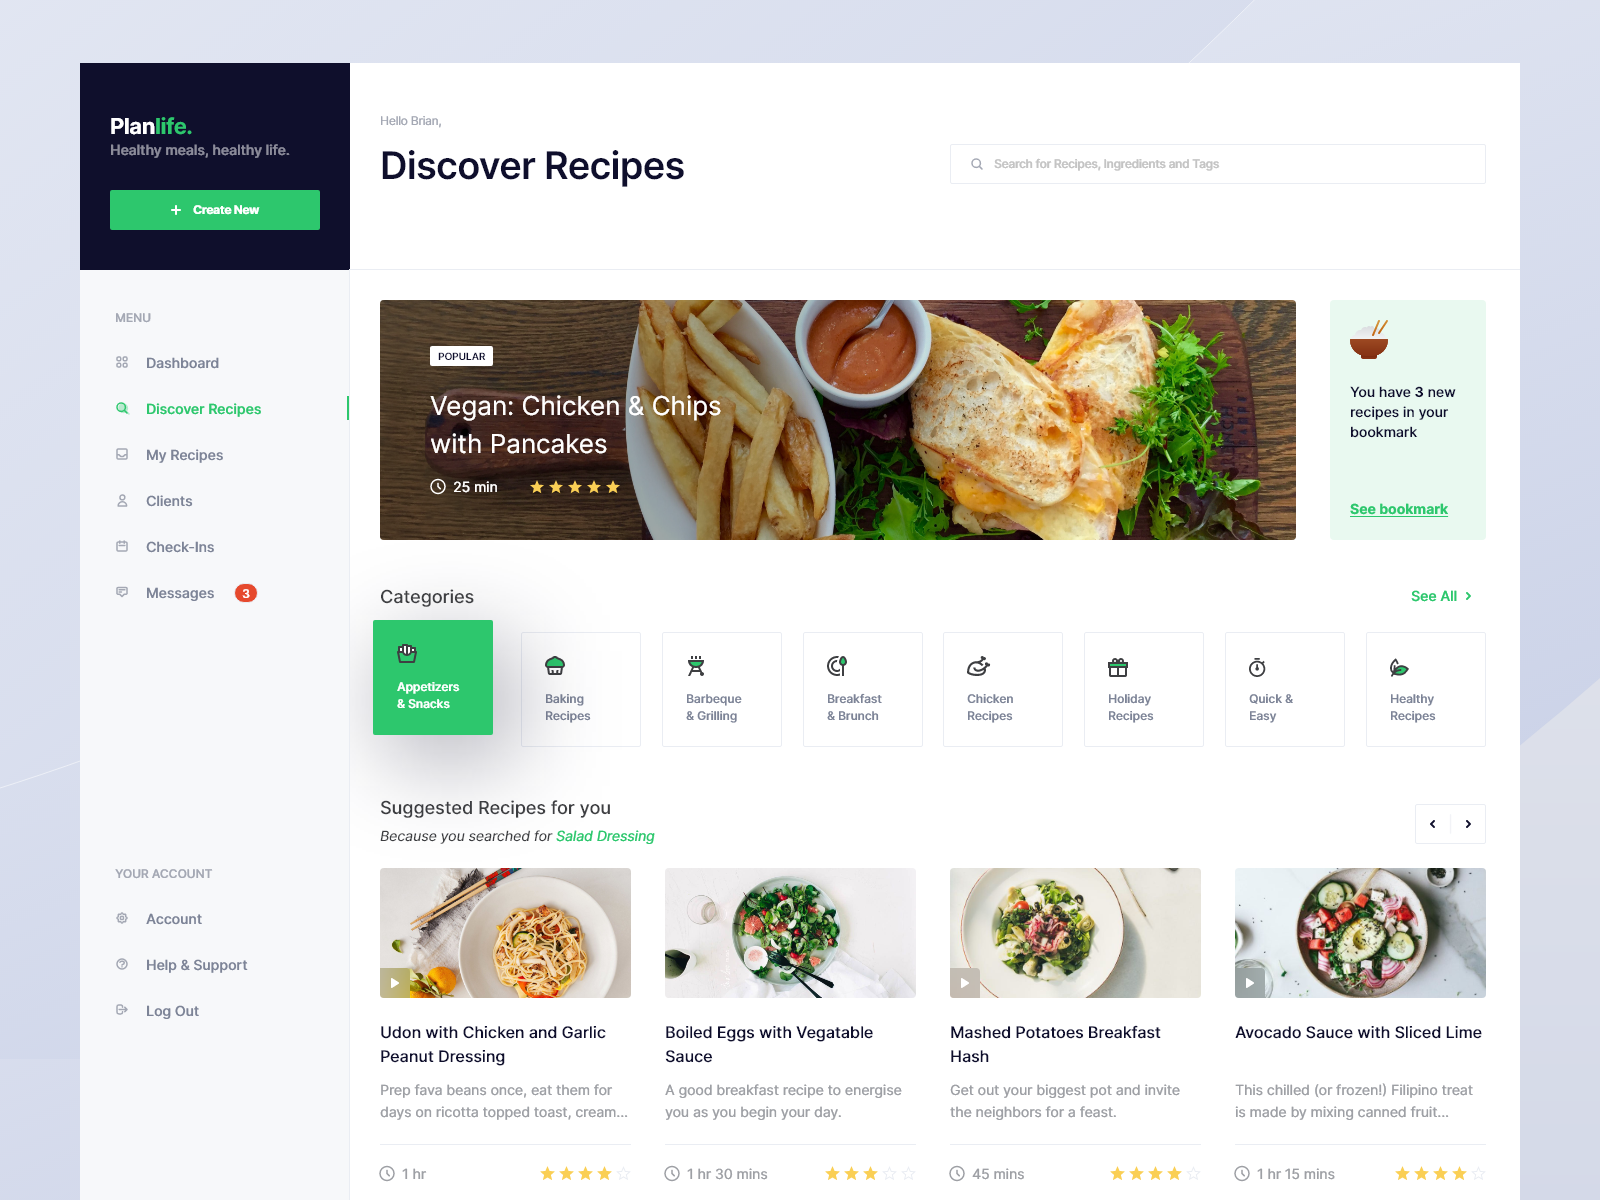 Planlife.
Healthy meals, healthy life.
Create New
Hello Brian,
Discover Recipes
Search for Recipes, Ingredients and Tags
MENU
Dashboard
Discover Recipes
My Recipes
Clients
Check-Ins
Messages 3
YOUR ACCOUNT
Account
Help & Support
Log Out
POPULAR
Vegan: Chicken & Chips
with Pancakes
25 min
You have 3 new
recipes in your
bookmark
See bookmark
Categories
See All
Appetizers
& Snacks
Baking
Recipes
Barbeque
& Grilling
Breakfast
& Brunch
Chicken
Recipes
Holiday
Recipes
Quick &
Easy
Healthy
Recipes
Suggested Recipes for you
Because you searched for Salad Dressing
Udon with Chicken and Garlic
Peanut Dressing
Prep fava beans once, eat them for
days on ricotta topped toast, cream...
1 hr
Boiled Eggs with Vegatable
Sauce
A good breakfast recipe to energise
you as you begin your day.
1 hr 30 mins
Mashed Potatoes Breakfast
Hash
Get out your biggest pot and invite
the neighbors for a feast.
45 mins
Avocado Sauce with Sliced Lime
This chilled (or frozen!) Filipino treat
is made by mixing canned fruit...
1 hr 15 mins